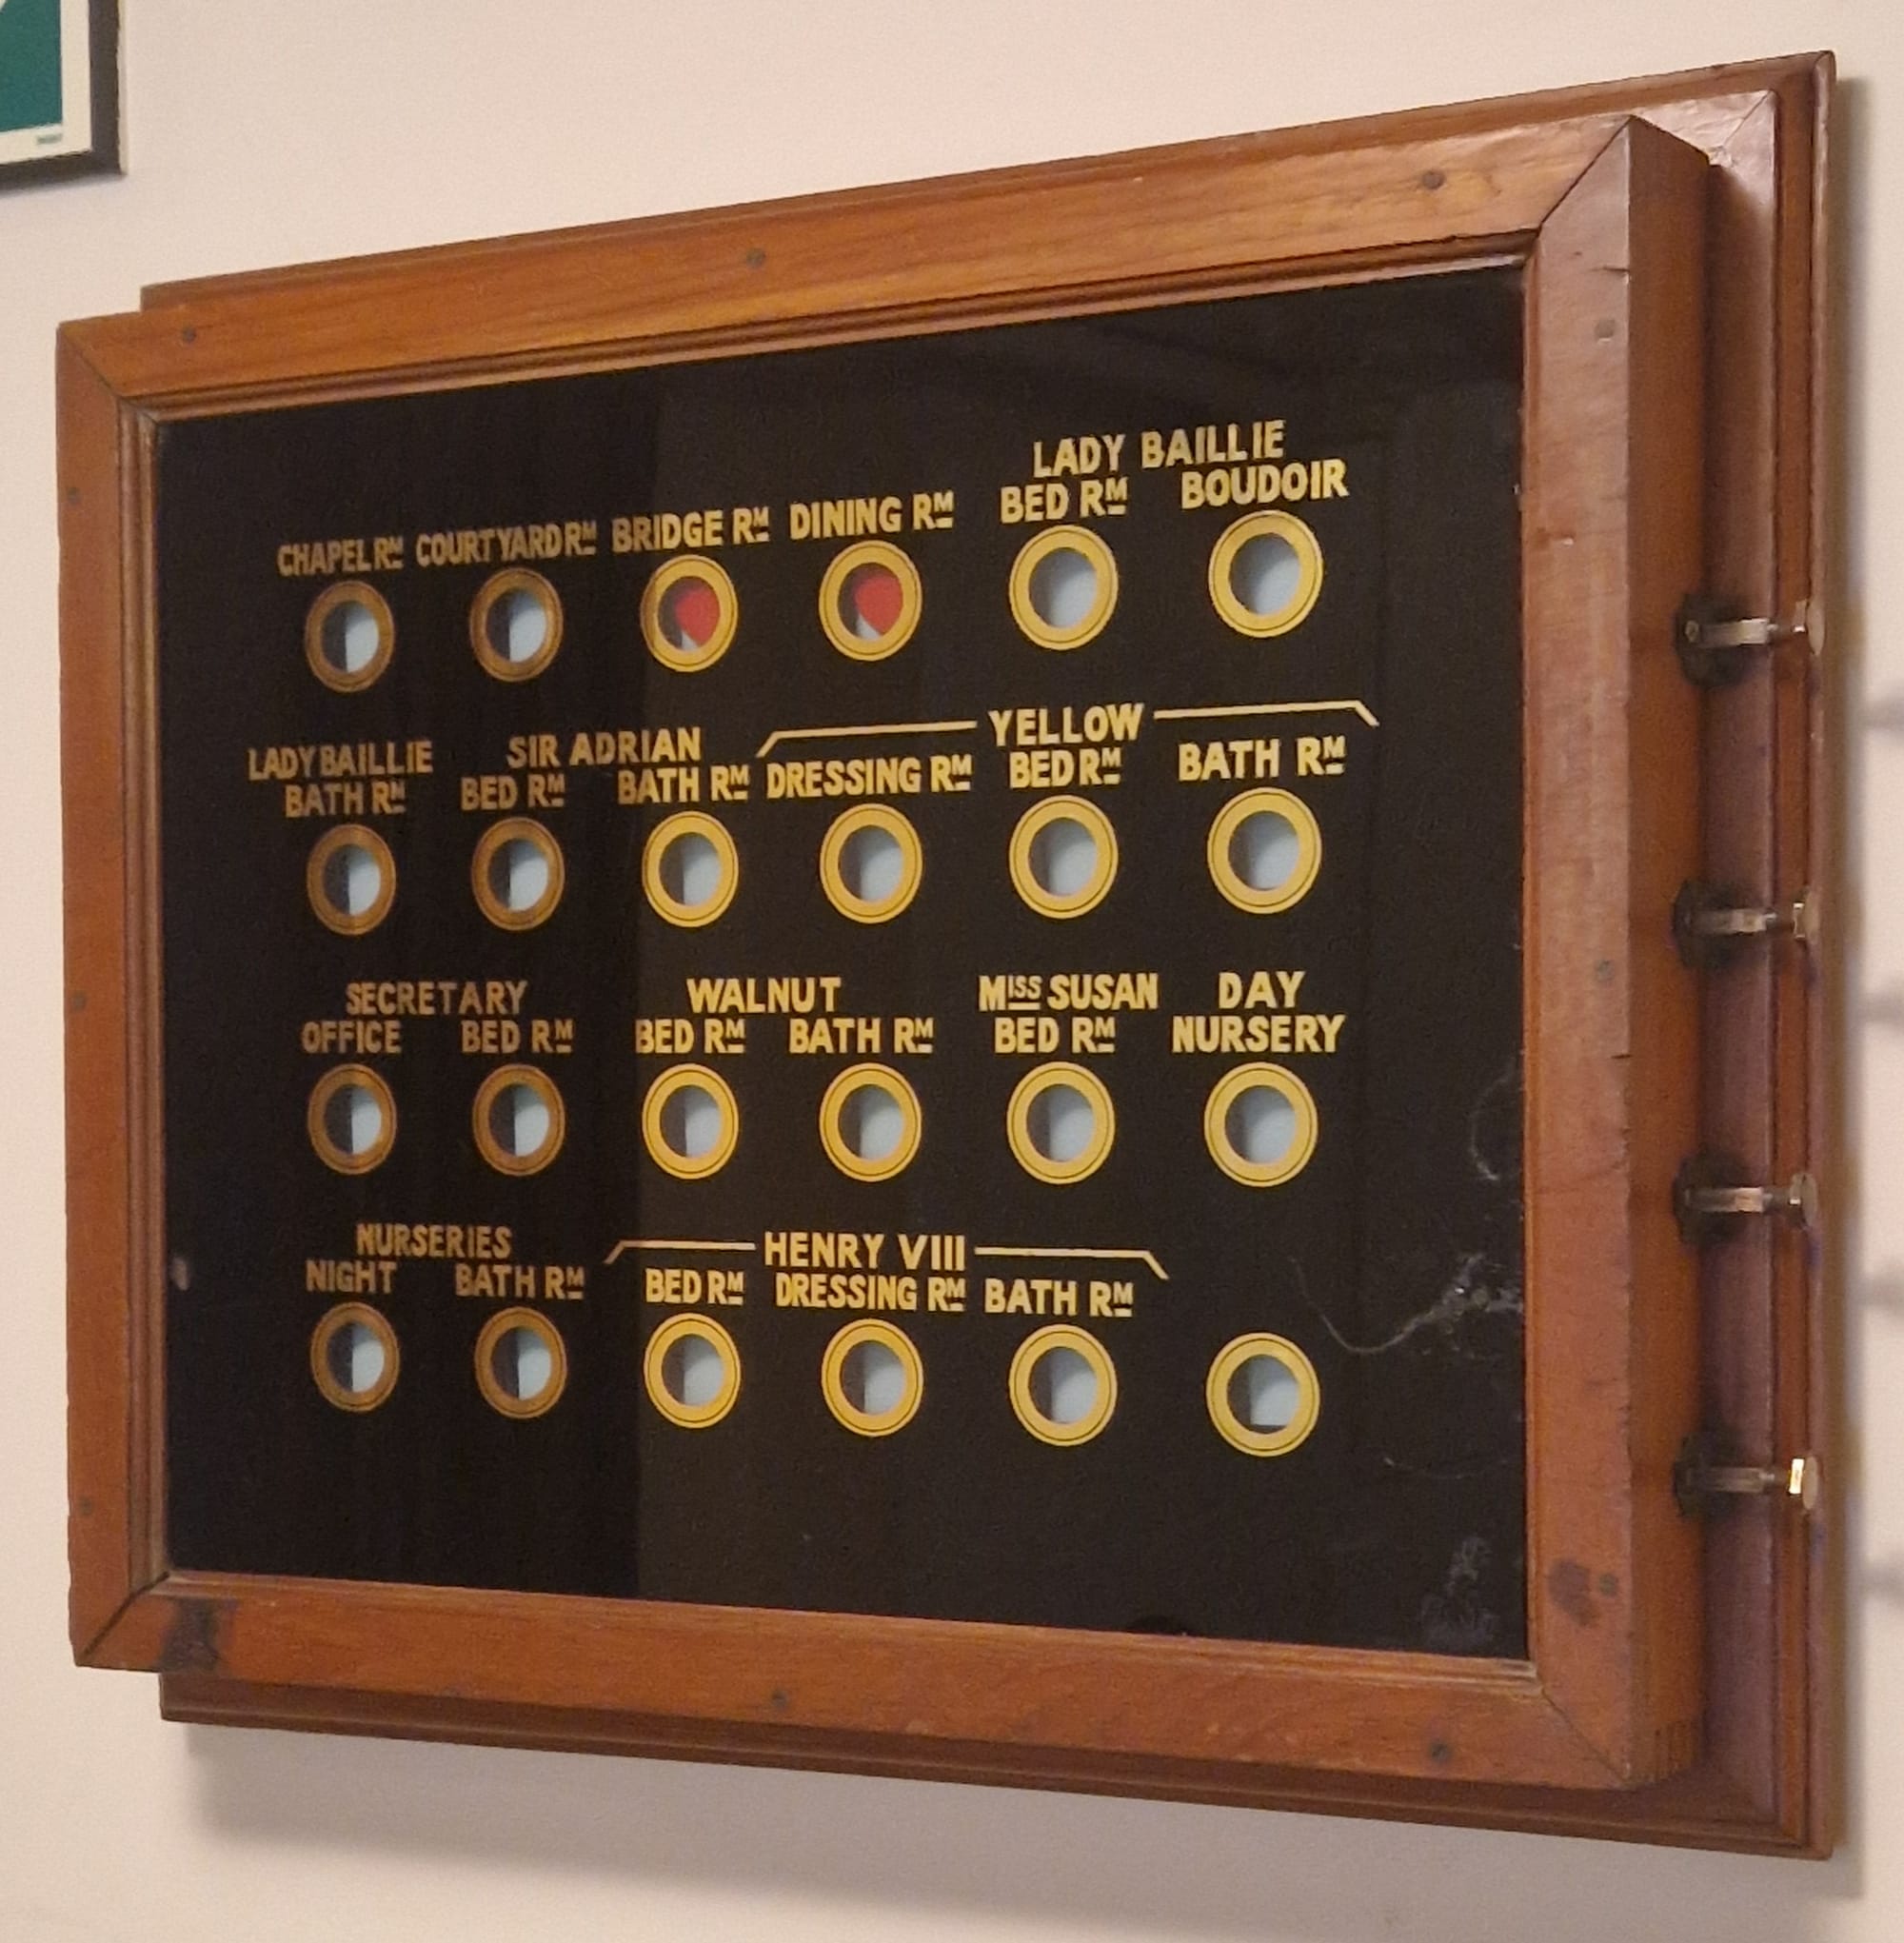 LADY BAILLIE
CHAPEL RM COURTYARD RM BRIDGE RM DINING RM BED RM BOUDOIR
LADY BAILLIE SIR ADRIAN YELLOW
BATH RM BED RM BATH RM DRESSING RM BED RM BATH RM
SECRETARY WALNUT MISS SUSAN DAY
OFFICE BED RM BED RM BATH RM BED RM NURSERY
NURSERIES HENRY VIII
NIGHT BATH RM BED RM DRESSING RM BATH RM